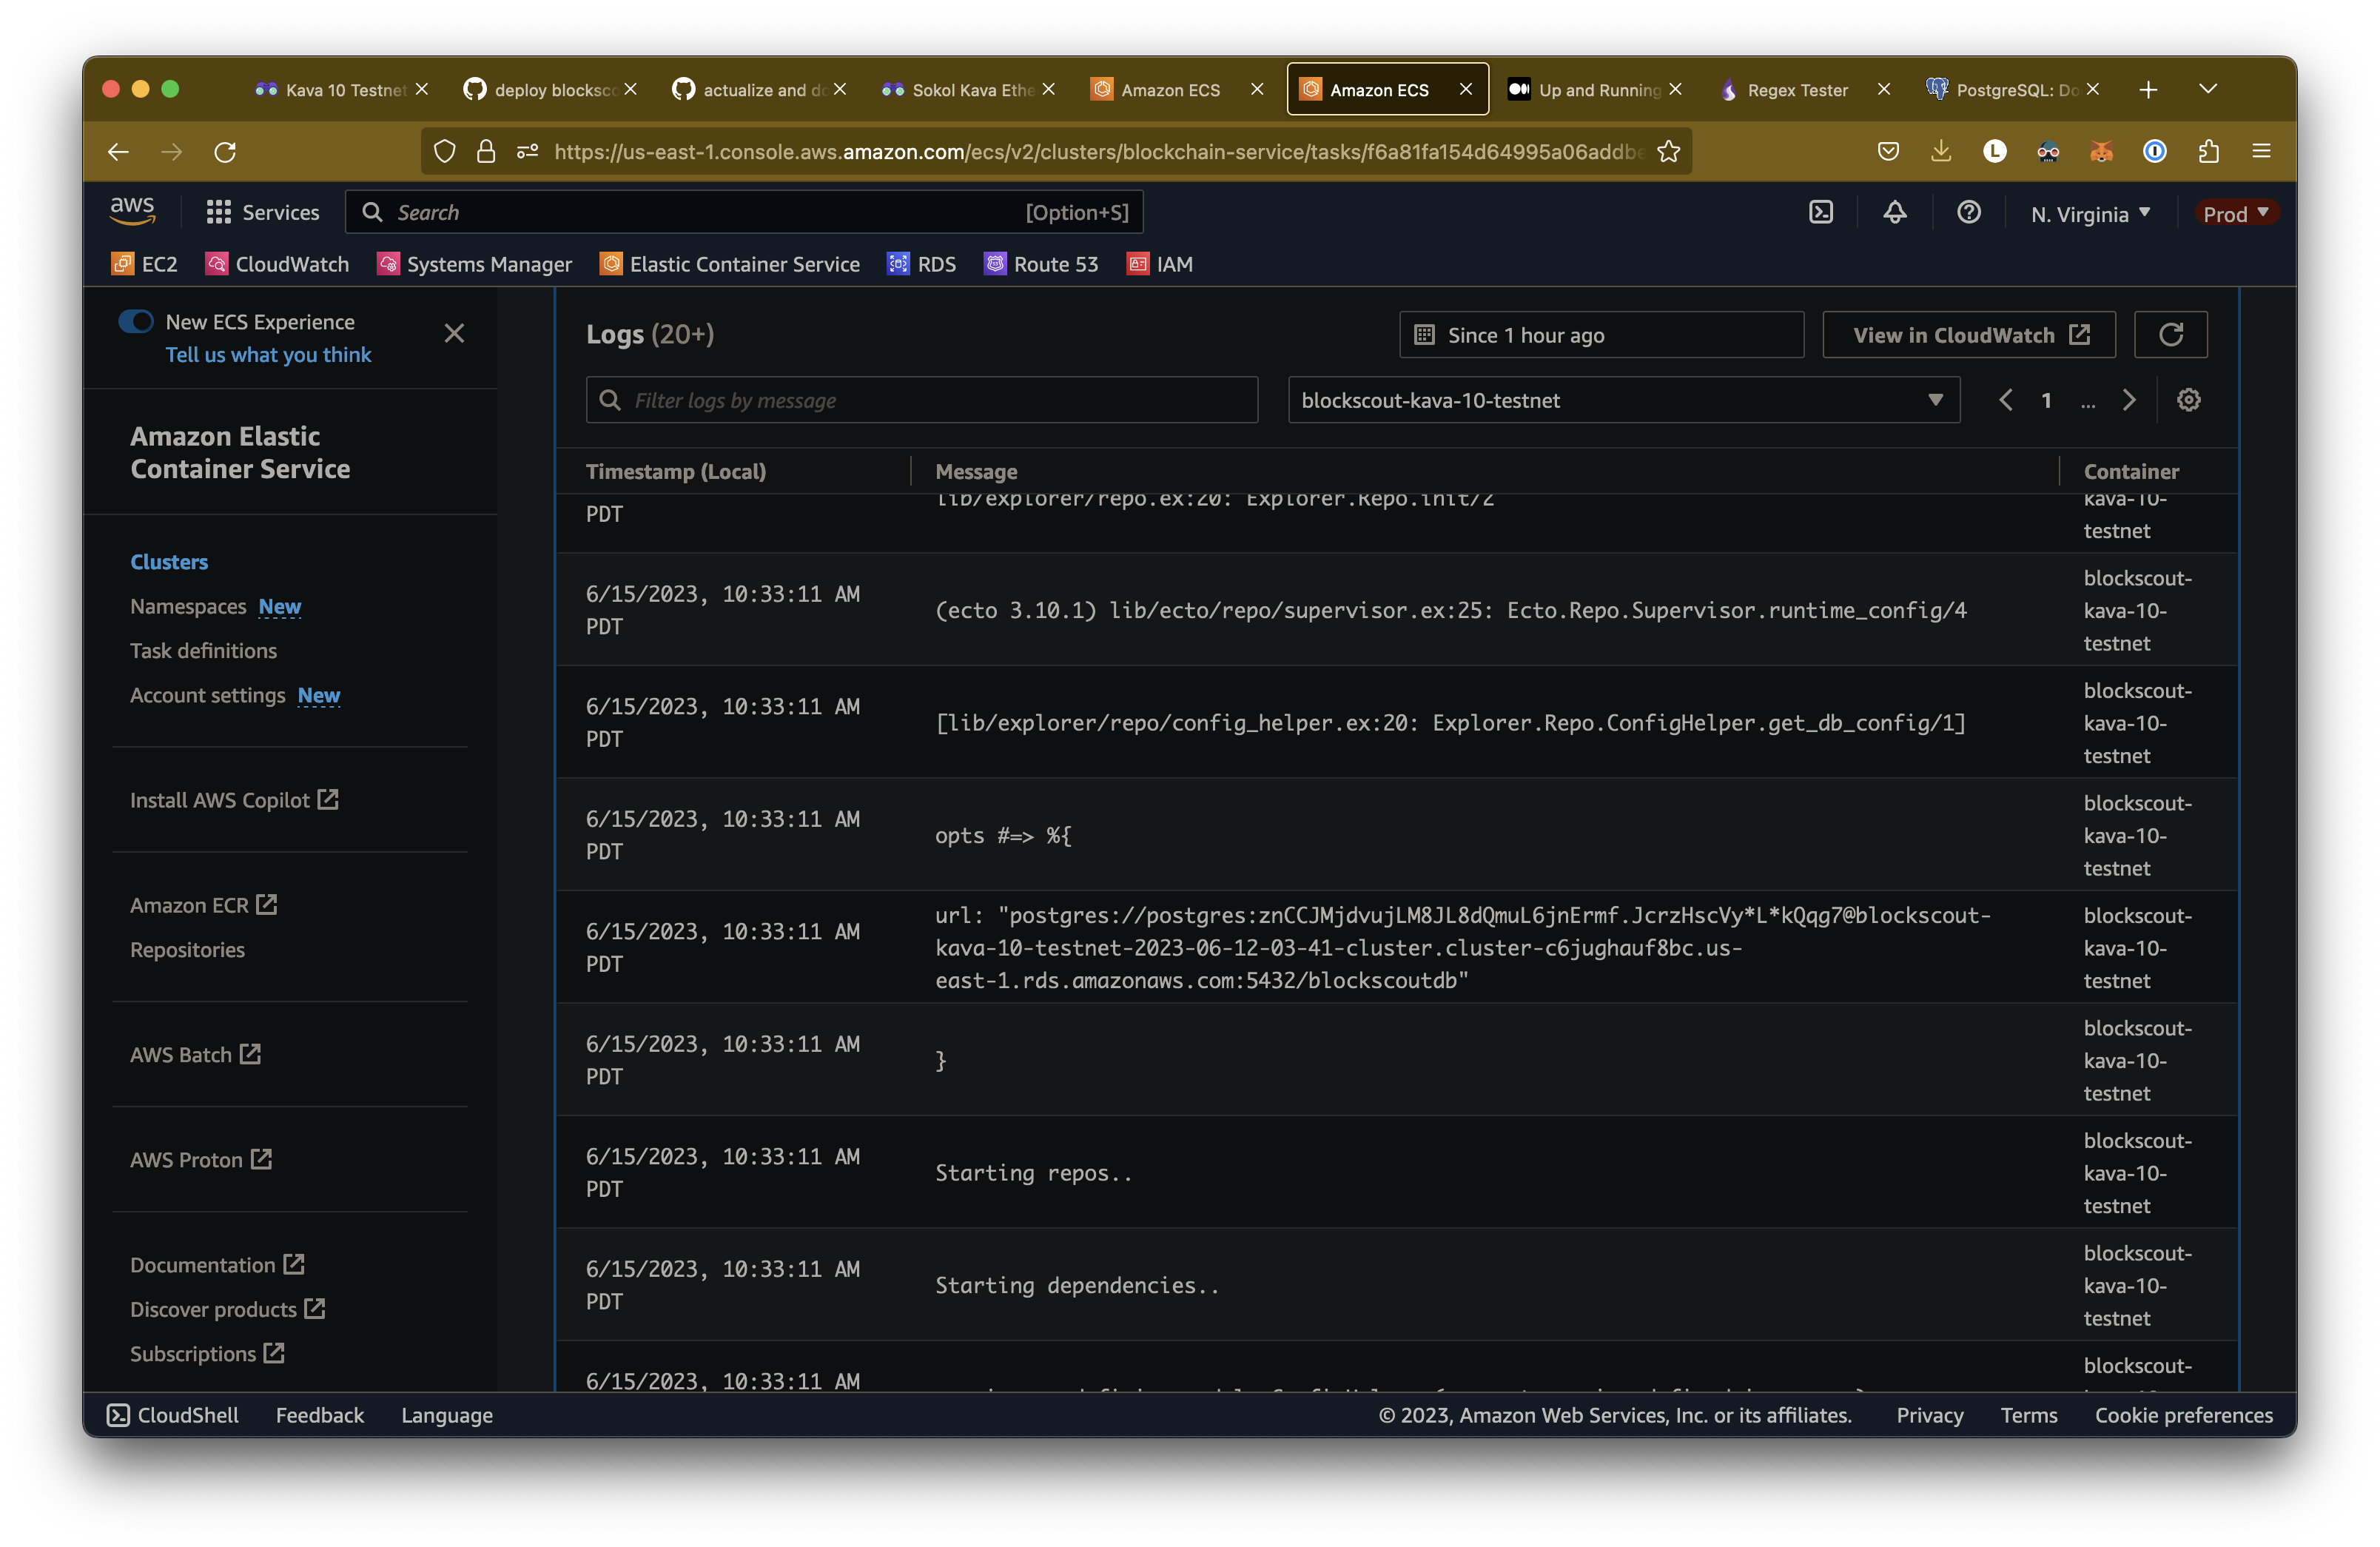 Kava 10 Testnet
deploy blocksco
actualize and do
Sokol Kava Ethe
Amazon ECS
Amazon ECS
Up and Running
Regex Tester
PostgreSQL: Do
https://us-east-1.console.aws.amazon.com/ecs/v2/clusters/blockchain-service/tasks/f6a81fa154d64995a06addbe
L
aws
Services
Search
[Option+S]
N. Virginia
Prod
EC2
CloudWatch
Systems Manager
Elastic Container Service
RDS
Route 53
IAM
New ECS Experience
Tell us what you think
Amazon Elastic
Container Service
Clusters
Namespaces New
Task definitions
Account settings New
Install AWS Copilot
Amazon ECR
Repositories
AWS Batch
AWS Proton
Documentation
Discover products
Subscriptions
Logs (20+)
Since 1 hour ago
View in CloudWatch
Filter logs by message
blockscout-kava-10-testnet
1
...
Timestamp (Local)
Message
Container
PDT
lib/explorer/repo.ex:20: Explorer.Repo.init/2
kava-10-
testnet
6/15/2023, 10:33:11 AM
PDT
(ecto 3.10.1) lib/ecto/repo/supervisor.ex:25: Ecto.Repo.Supervisor.runtime_config/4
blockscout-
kava-10-
testnet
6/15/2023, 10:33:11 AM
PDT
[lib/explorer/repo/config_helper.ex:20: Explorer.Repo.ConfigHelper.get_db_config/1]
blockscout-
kava-10-
testnet
6/15/2023, 10:33:11 AM
PDT
opts #=> %{
blockscout-
kava-10-
testnet
6/15/2023, 10:33:11 AM
PDT
url: "postgres://postgres:znCCJMjdvujLM8JL8dQmuL6jnErmf.JcrzHscVy*L*kQqg7@blockscout-
kava-10-testnet-2023-06-12-03-41-cluster.cluster-c6jughauf8bc.us-
east-1.rds.amazonaws.com:5432/blockscoutdb"
blockscout-
kava-10-
testnet
6/15/2023, 10:33:11 AM
PDT
}
blockscout-
kava-10-
testnet
6/15/2023, 10:33:11 AM
PDT
Starting repos..
blockscout-
kava-10-
testnet
6/15/2023, 10:33:11 AM
PDT
Starting dependencies..
blockscout-
kava-10-
testnet
6/15/2023, 10:33:11 AM
blockscout-
CloudShell
Feedback
Language
© 2023, Amazon Web Services, Inc. or its affiliates.
Privacy
Terms
Cookie preferences